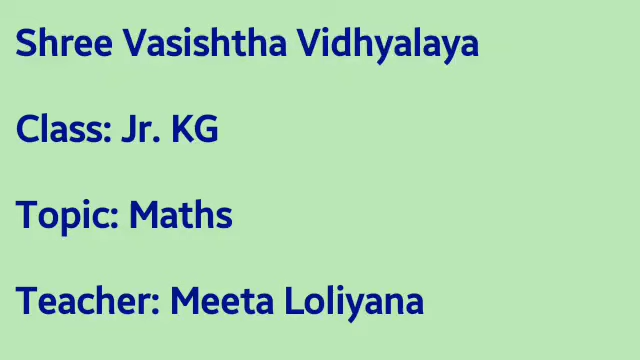 Shree Vasishtha Vidhyalaya
Class: Jr. KG
Topic: Maths
Teacher: Meeta Loliyana